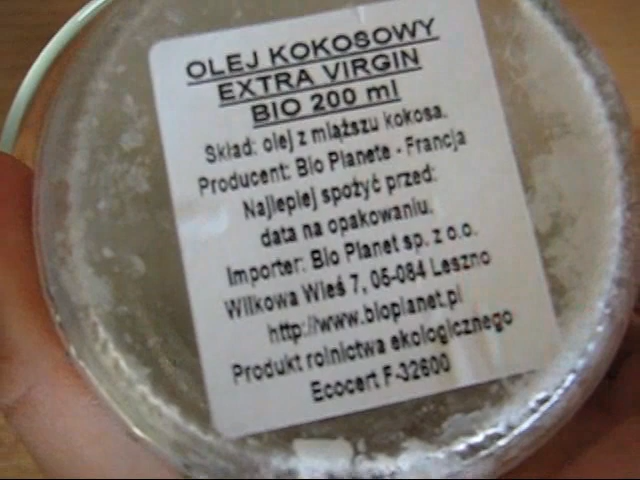 OLEJ KOKOSOWY
EXTRA VIRGIN
BIO 200 ml
Skład: olej z miąższu kokosa.
Producent: Bio Planete - Francja
Najlepiej spożyć przed:
data na opakowaniu.
Importer: Bio Planet sp. z o.o.
Wilkowa Wieś 7, 05-084 Leszno
http://www.bioplanet.pl
Produkt rolnictwa ekologicznego
Ecocert F-32600